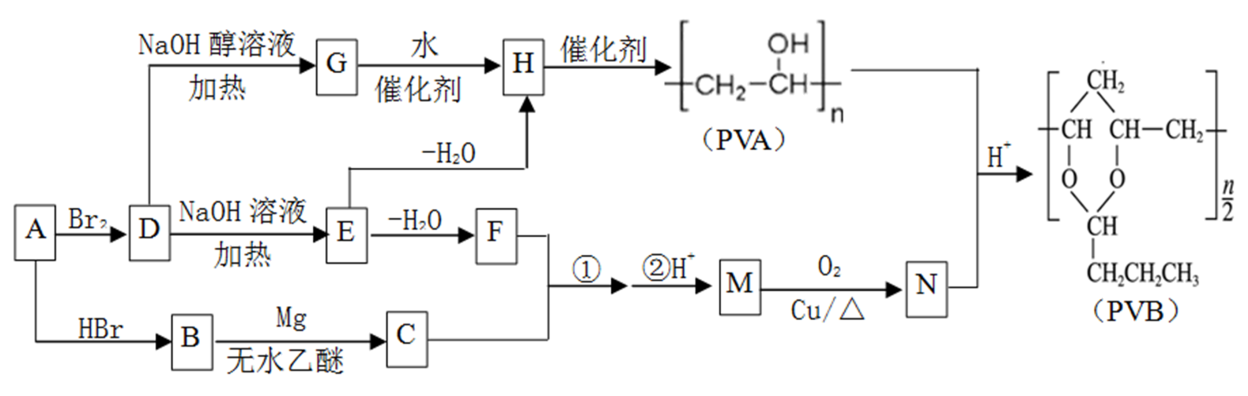 NaOH 醇溶液
加热
G
水
催化剂
H
催化剂
OH
CH₂—CH
n
(PVA)
-H₂O
H⁺
CH₂
CH CH—CH₂
O O
CH
CH₂CH₂CH₃
n/2
(PVB)
A
Br₂
D
NaOH 溶液
加热
E
-H₂O
F
①
②H⁺
M
O₂
Cu/△
N
HBr
B
Mg
无水乙醚
C